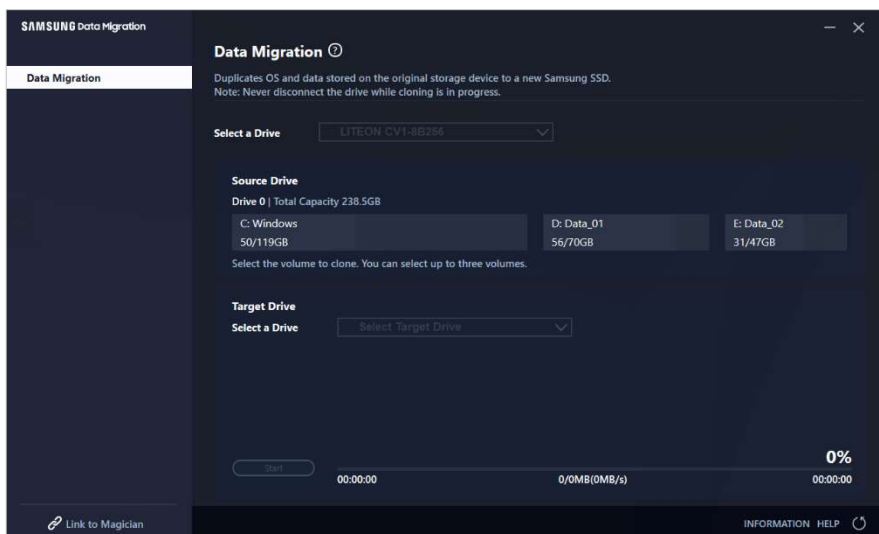 SAMSUNG Data Migration
Data Migration
Data Migration ?
Duplicates OS and data stored on the original storage device to a new Samsung SSD.
Note: Never disconnect the drive while cloning is in progress.
Select a Drive
LITEON CV1-8B256
Source Drive
Drive 0 | Total Capacity 238.5GB
C: Windows
50/119GB
D: Data_01
56/70GB
E: Data_02
31/47GB
Select the volume to clone. You can select up to three volumes.
Target Drive
Select a Drive
Select Target Drive
0%
Start
00:00:00
0/0MB(0MB/s)
00:00:00
Link to Magician
INFORMATION HELP